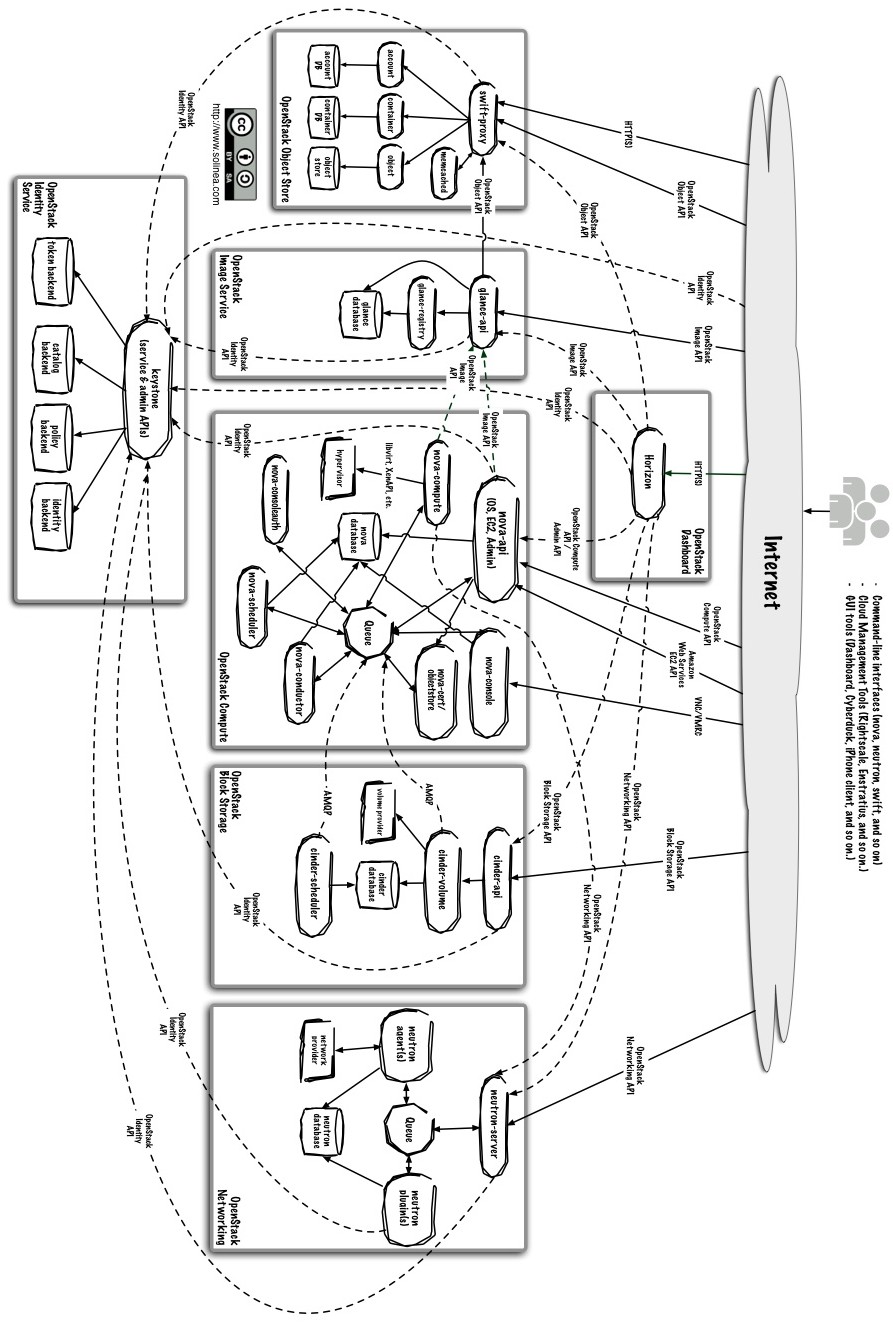 - Command-line interfaces (nova, neutron, swift, and so on)
- Cloud Management Tools (Rightscale, Enstratius, and so on.)
- GUI tools (Dashboard, Cyberduck, iPhone client, and so on.)
Internet
HTTP(S)
OpenStack
Object API
OpenStack
Identity
API
OpenStack
Image API
HTTP(S)
OpenStack
Compute API
Amazon
Web Services
EC2 API
VNC/VMRC
OpenStack
Block Storage API
OpenStack
Networking API
OpenStack
Dashboard
Horizon
OpenStack
Object API
OpenStack
Image API
OpenStack
Identity
API
OpenStack Compute
API /
Admin API
OpenStack
Block Storage API
OpenStack
Networking API
OpenStack
Networking API
swift-proxy
memcached
account
container
object
account
DB
container
DB
object
store
OpenStack Object Store
OpenStack
Object API
glance-api
glance-registry
glance
database
OpenStack
Image Service
OpenStack
Identity
API
OpenStack
Image
API
OpenStack
Image API
nova-api
(OS, EC2, Admin)
nova-console
nova-compute
nova-cert/
objectstore
libvirt, XenAPI, etc.
hypervisor
nova
database
Queue
nova-consoleauth
nova-scheduler
nova-conductor
OpenStack Compute
OpenStack
Identity
API
cinder-api
cinder-volume
volume provider
cinder
database
cinder-scheduler
AMQP
AMQP
OpenStack
Block Storage
OpenStack
Identity
API
neutron-server
neutron
agent(s)
Queue
neutron
plugin(s)
network
provider
neutron
database
OpenStack
Networking
OpenStack
Identity
API
OpenStack
Identity
API
OpenStack
Identity API
cc
BY SA
http://www.solinea.com
keystone
(service & admin APIs)
token backend
catalog
backend
policy
backend
identity
backend
OpenStack
Identity
Service